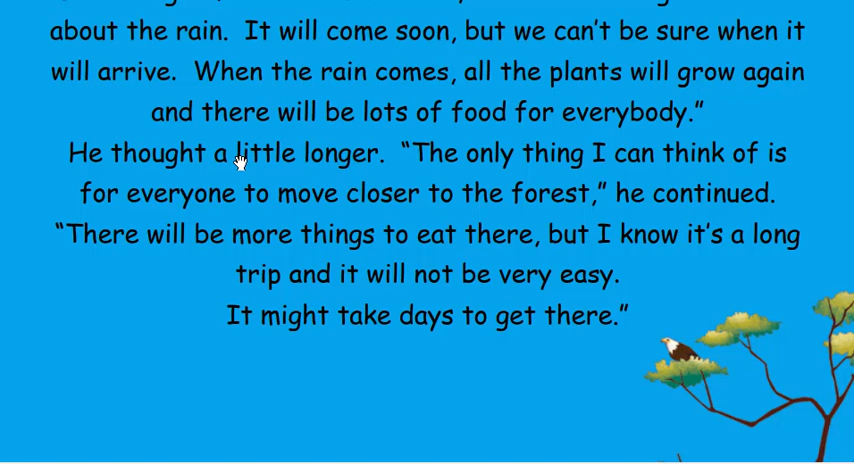 about the rain.  It will come soon, but we can't be sure when it
will arrive.  When the rain comes, all the plants will grow again
and there will be lots of food for everybody.”
He thought a little longer.  “The only thing I can think of is
for everyone to move closer to the forest,” he continued.
“There will be more things to eat there, but I know it's a long
trip and it will not be very easy.
It might take days to get there.”